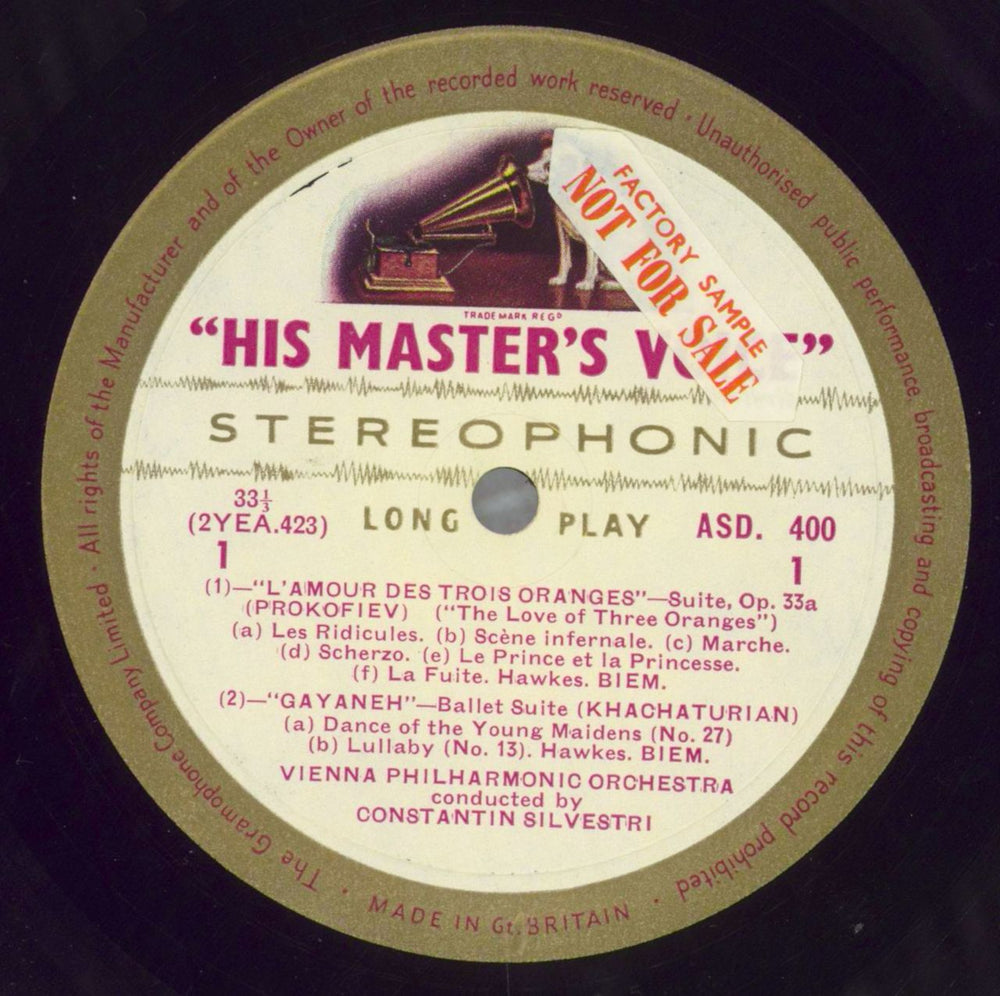 The Gramophone Company Limited · All rights of the Manufacturer and of the Owner of the recorded work reserved · Unauthorised public performance broadcasting and copying of this record prohibited ·
FACTORY SAMPLE
NOT FOR SALE
TRADE MARK REGD
“HIS MASTER'S
STEREOPHONIC
33⅓
(2YEA.423) LONG PLAY ASD. 400
1 1
(1)—“L'AMOUR DES TROIS ORANGES”—Suite, Op. 33a
(PROKOFIEV) (“The Love of Three Oranges”)
(a) Les Ridicules. (b) Scène infernale. (c) Marche.
(d) Scherzo. (e) Le Prince et la Princesse.
(f) La Fuite. Hawkes. BIEM.
(2)—“GAYANEH”—Ballet Suite (KHACHATURIAN)
(a) Dance of the Young Maidens (No. 27)
(b) Lullaby (No. 13). Hawkes. BIEM.
VIENNA PHILHARMONIC ORCHESTRA
conducted by
CONSTANTIN SILVESTRI
MADE IN Gt. BRITAIN